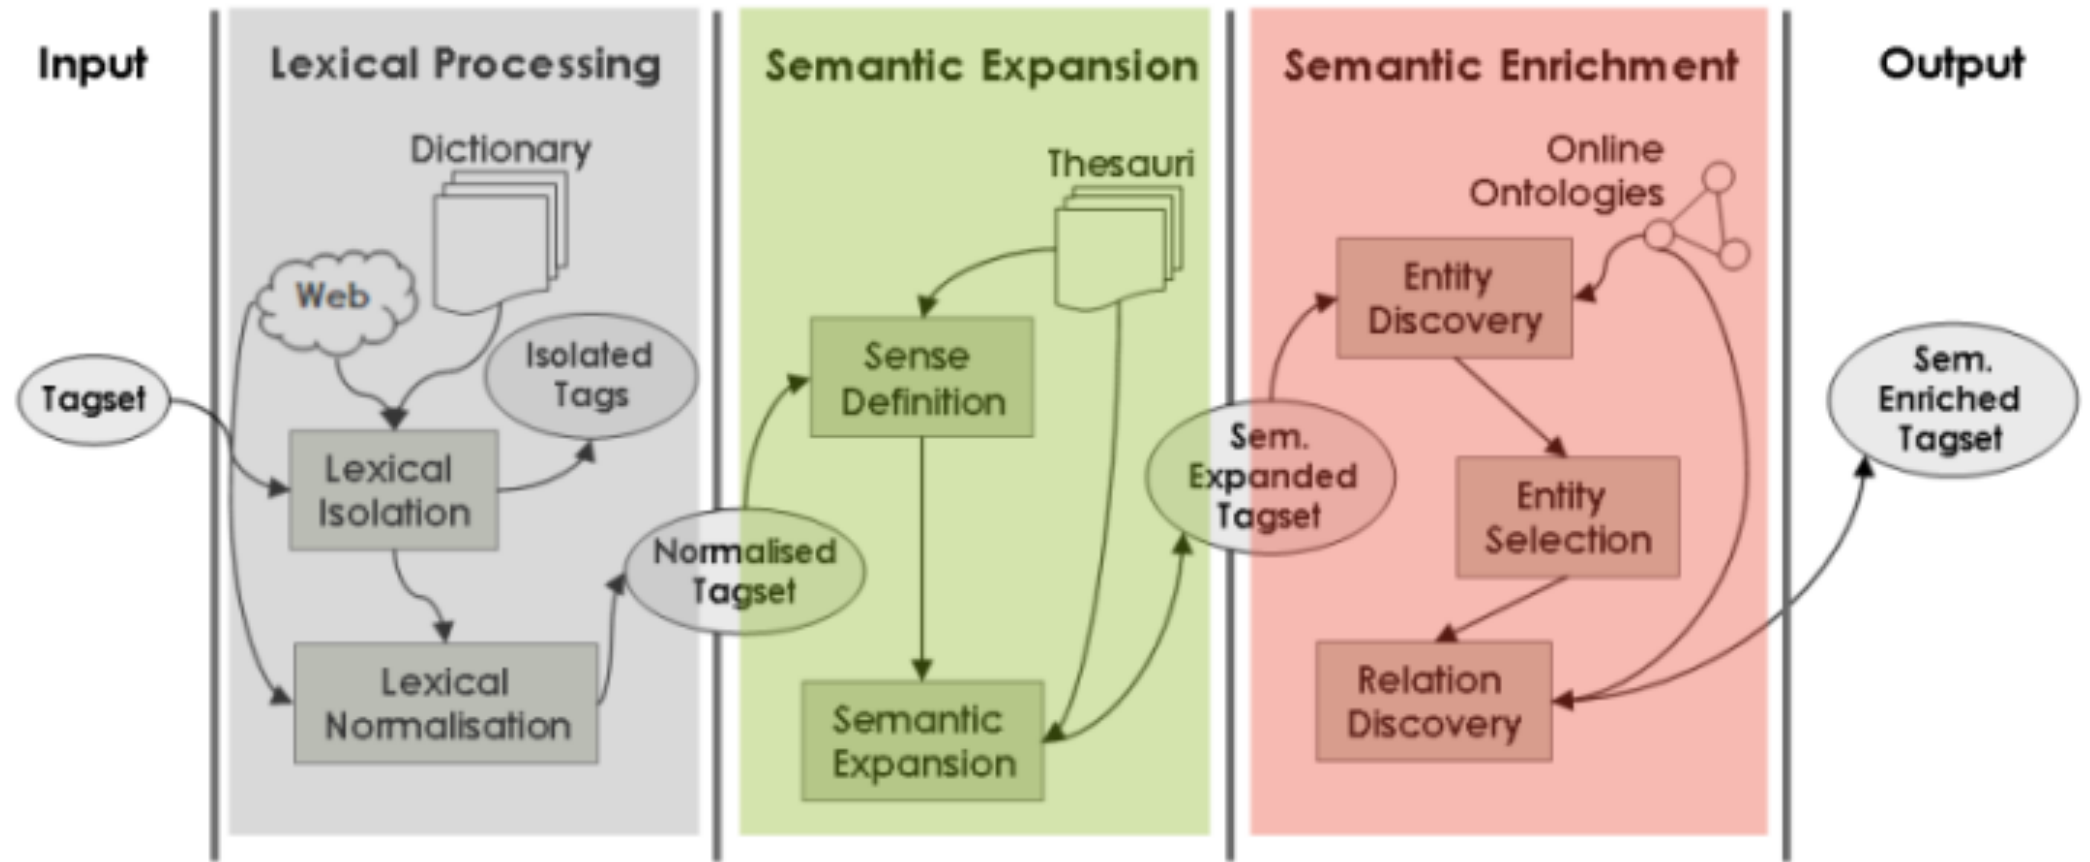 Input
Lexical Processing
Semantic Expansion
Semantic Enrichment
Output
Dictionary
Web
Isolated
Tags
Tagset
Lexical
Isolation
Lexical
Normalisation
Normalised
Tagset
Thesauri
Sense
Definition
Semantic
Expansion
Sem.
Expanded
Tagset
Online
Ontologies
Entity
Discovery
Entity
Selection
Relation
Discovery
Sem.
Enriched
Tagset